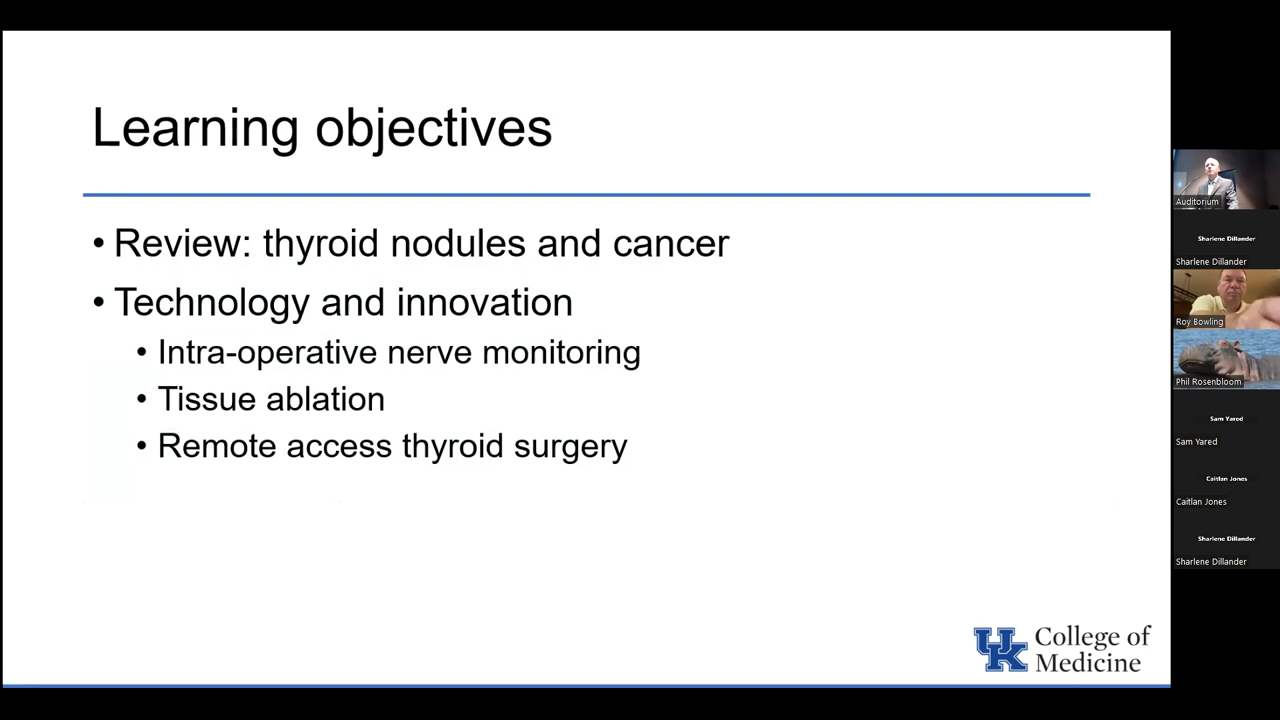 Learning objectives
• Review: thyroid nodules and cancer
• Technology and innovation
• Intra-operative nerve monitoring
• Tissue ablation
• Remote access thyroid surgery
UK College of
Medicine
Auditorium
Sharlene Dillander
Sharlene Dillander
Roy Bowling
Phil Rosenbloom
Sam Yared
Sam Yared
Caitlan Jones
Caitlan Jones
Sharlene Dillander
Sharlene Dillander